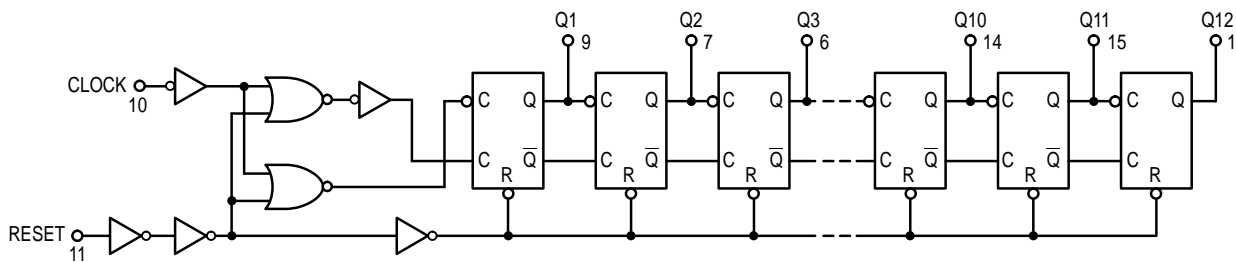 Q1 Q2 Q3 Q10 Q11 Q12
9 7 6 14 15 1
CLOCK
10
C Q C Q C Q C Q C Q C Q
C Q̅ C Q̅ C Q̅ C Q̅ C Q̅ C
R R R R R R
RESET
11